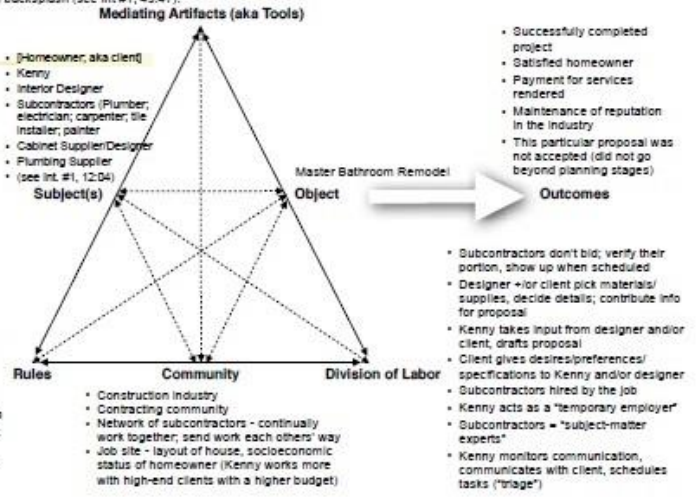 backsplash (see Int #1, 43:47).
Mediating Artifacts (aka Tools)
• [Homeowner; aka client]
• Kenny
• Interior Designer
• Subcontractors (Plumber;
electrician; carpenter; tile
installer; painter
• Cabinet Supplier/Designer
• Plumbing Supplier
• (see Int. #1, 12:04)
Subject(s)
Master Bathroom Remodel
Object
• Successfully completed
project
• Satisfied homeowner
• Payment for services
rendered
• Maintenance of reputation
in the industry
• This particular proposal was
not accepted (did not go
beyond planning stages)
Outcomes
Rules
Community
Division of Labor
• Construction industry
• Contracting community
• Network of subcontractors - continually
work together; send work each others' way
• Job site - layout of house, socioeconomic
status of homeowner (Kenny works more
with high-end clients with a higher budget)
• Subcontractors don't bid; verify their
portion, show up when scheduled
• Designer +/or client pick materials/
supplies, decide details; contribute info
for proposal
• Kenny takes input from designer and/or
client, drafts proposal
• Client gives desires/preferences/
specifications to Kenny and/or designer
• Subcontractors hired by the job
• Kenny acts as a "temporary employer"
• Subcontractors = "subject-matter
experts"
• Kenny monitors communication,
communicates with client, schedules
tasks ("triage")